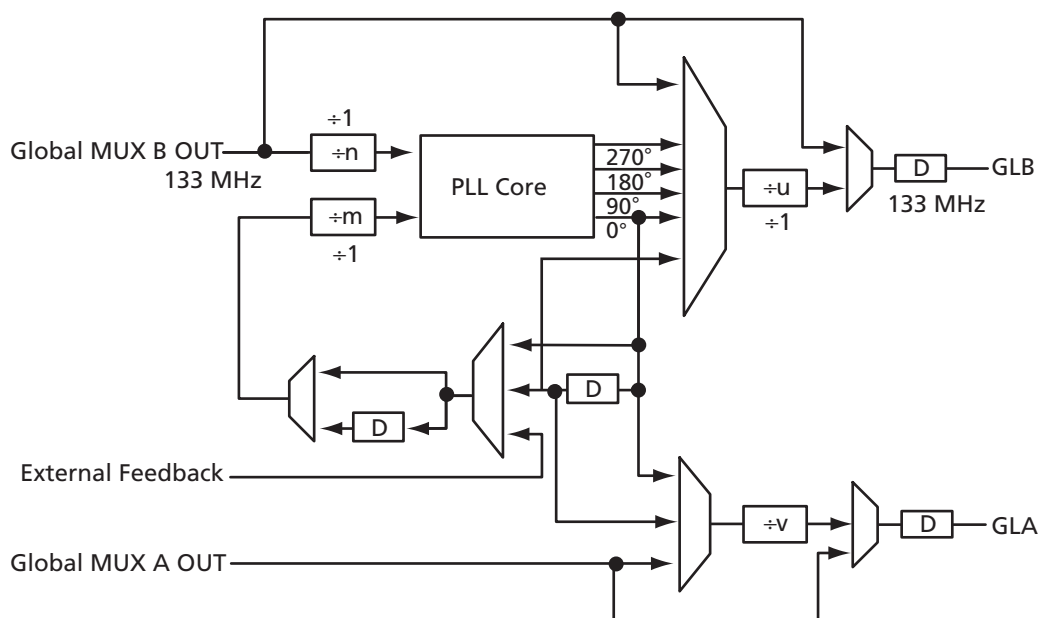 ÷1
Global MUX B OUT
÷n
133 MHz
PLL Core
270°
180°
90°
0°
÷m
÷1
÷u
÷1
D
GLB
133 MHz
D
D
External Feedback
÷v
D
GLA
Global MUX A OUT